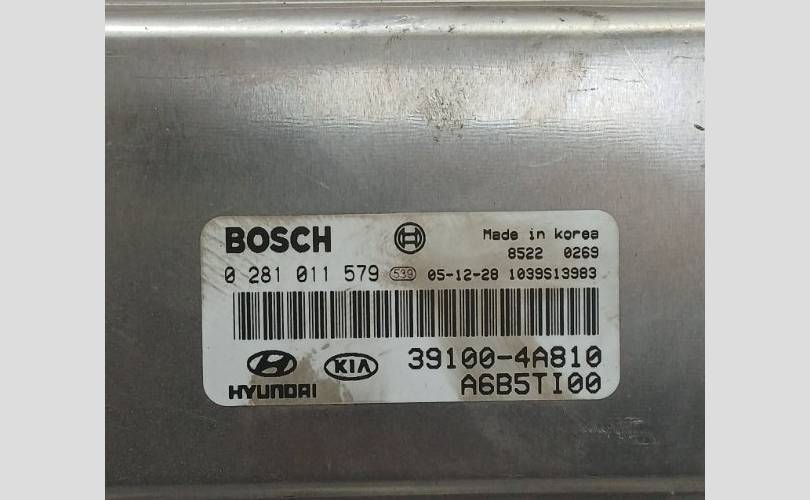 BOSCH
Made in korea
8522 0269
0 281 011 579 539 05-12-28 1039S13983
39100-4A810
HYUNDAI KIA A6B5TI00